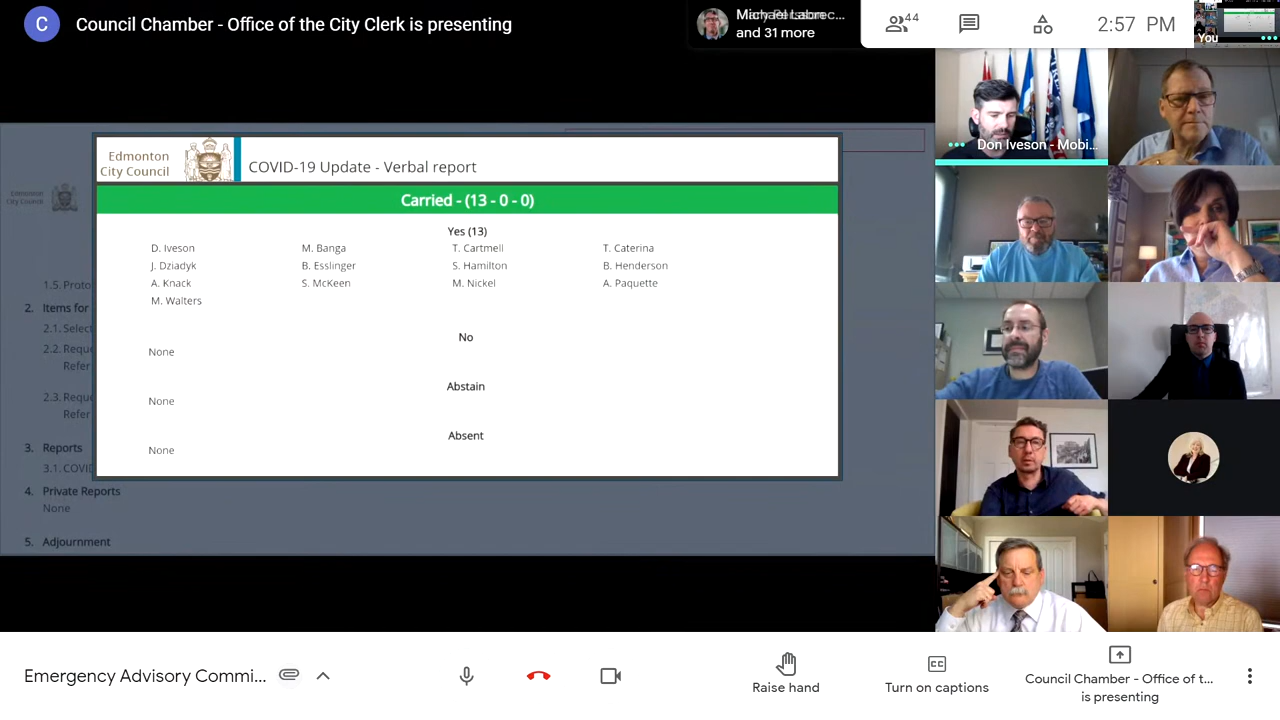 C
Council Chamber - Office of the City Clerk is presenting
and 31 more
44
2:57 PM
You
Don Iveson - Mobi...
Edmonton
City Council
COVID-19 Update - Verbal report
Carried - (13 - 0 - 0)
Yes (13)
D. Iveson M. Banga T. Cartmell T. Caterina
J. Dziadyk B. Esslinger S. Hamilton B. Henderson
A. Knack S. McKeen M. Nickel A. Paquette
M. Walters
No
None
Abstain
None
Absent
None
Edmonton
City Council
1.5. Proto
2. Items for
2.1. Select
2.2. Reque
Refer
2.3. Reque
Refer
3. Reports
3.1. COVID
4. Private Reports
None
5. Adjournment
Emergency Advisory Commi...
Raise hand
CC
Turn on captions
Council Chamber - Office of t...
is presenting